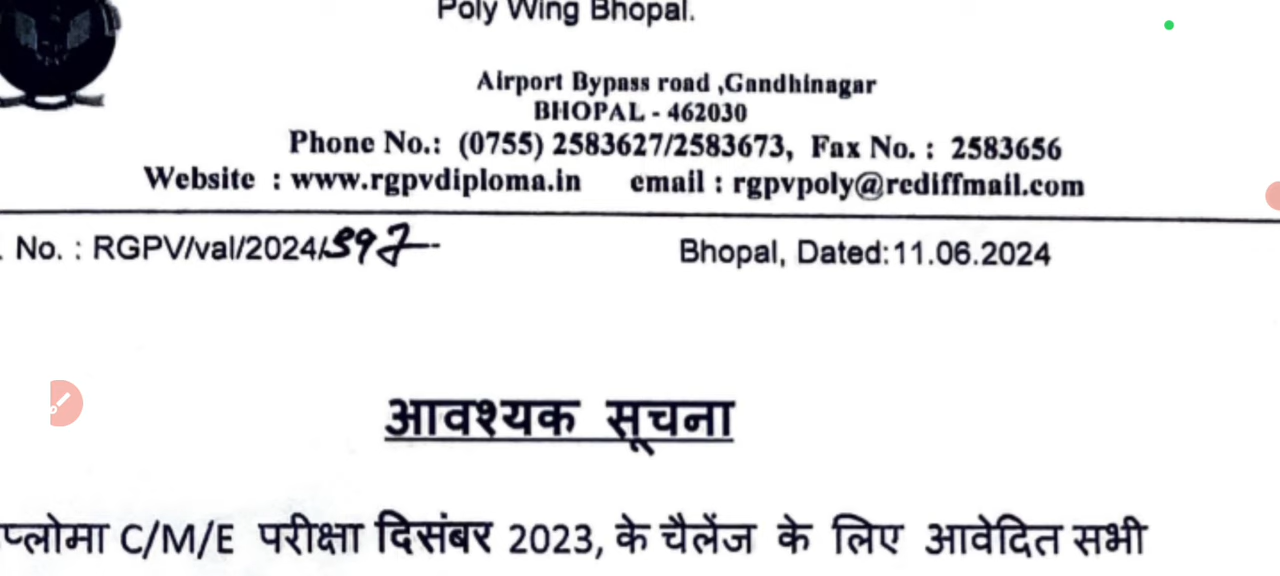 Poly Wing Bhopal.
Airport Bypass road ,Gandhinagar
BHOPAL - 462030
Phone No.: (0755) 2583627/2583673, Fax No. : 2583656
Website : www.rgpvdiploma.in email : rgpvpoly@rediffmail.com
. No. : RGPV/val/2024/397 Bhopal, Dated:11.06.2024
आवश्यक सूचना
प्लोमा C/M/E परीक्षा दिसंबर 2023, के चैलेंज के लिए आवेदित सभी